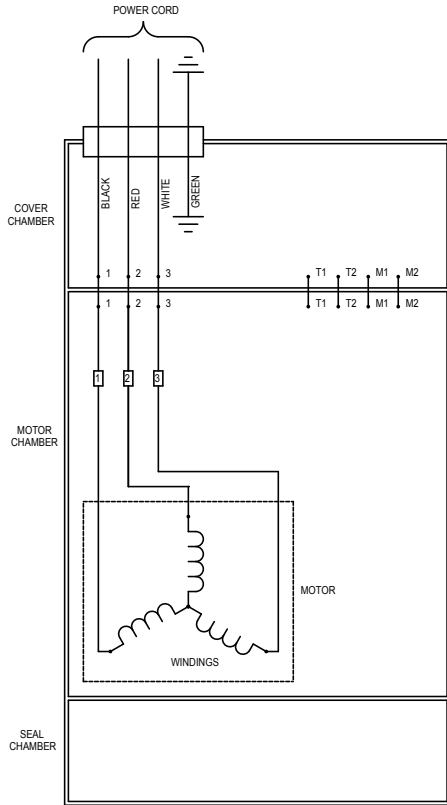 POWER CORD
BLACK
RED
WHITE
GREEN
COVER
CHAMBER
1 2 3 T1 T2 M1 M2
1 2 3 T1 T2 M1 M2
1 2 3
MOTOR
CHAMBER
MOTOR
WINDINGS
SEAL
CHAMBER